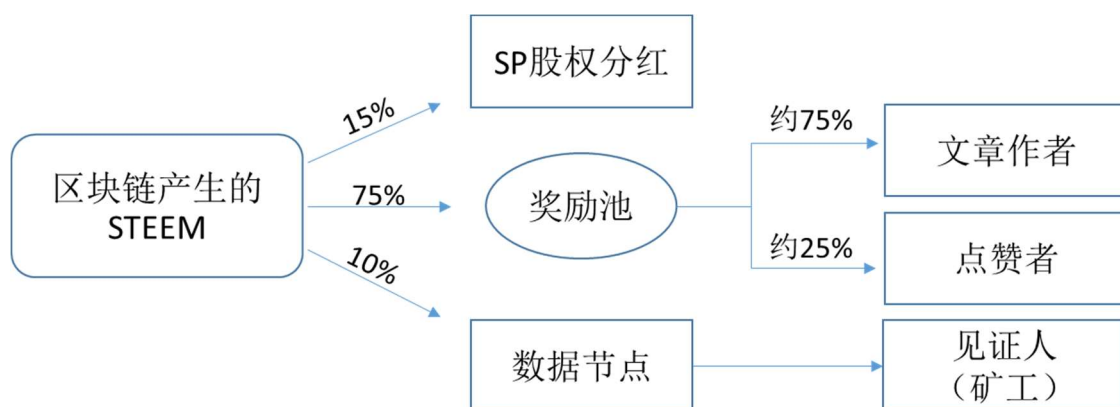 SP股权分红
15%
约75%
文章作者
区块链产生的
STEEM
75%
奖励池
约25%
点赞者
10%
数据节点
见证人
（矿工）